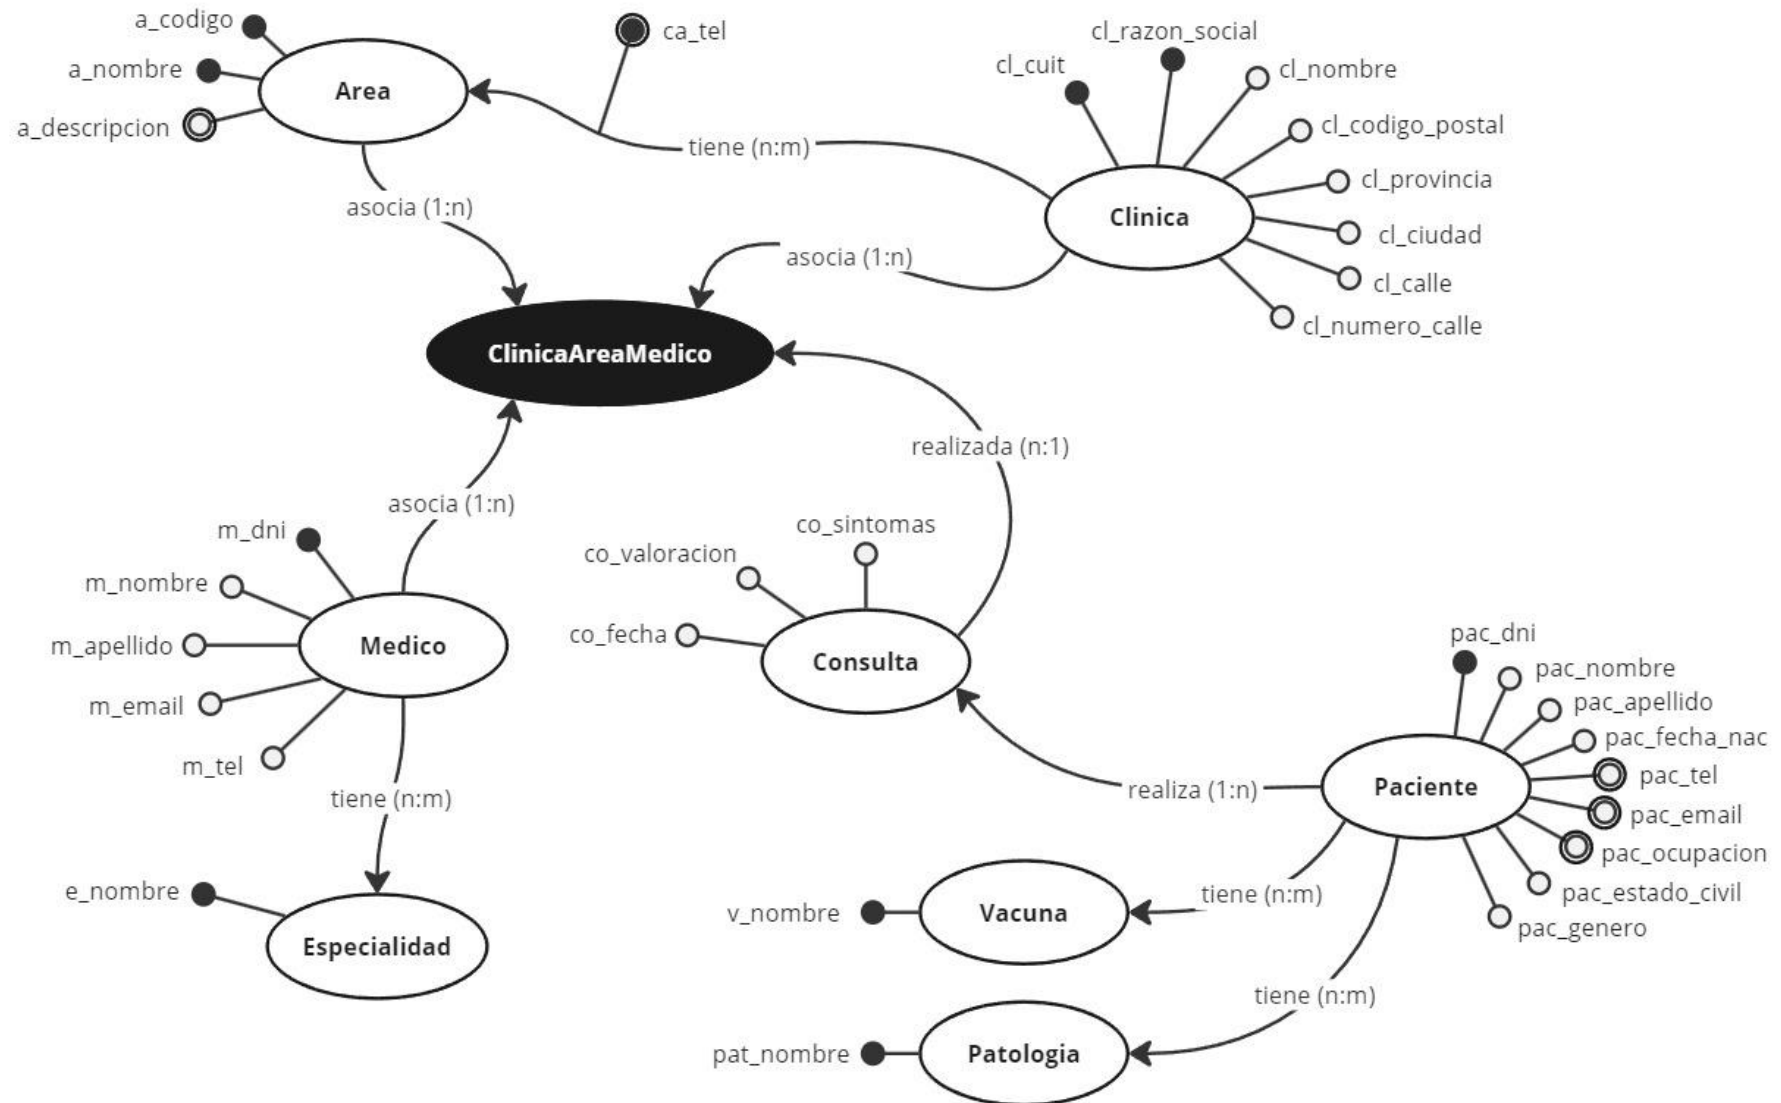 a_codigo
a_nombre
a_descripcion
Area
ca_tel
cl_razon_social
cl_cuit
cl_nombre
cl_codigo_postal
cl_provincia
cl_ciudad
cl_calle
cl_numero_calle
Clinica
tiene (n:m)
asocia (1:n)
asocia (1:n)
ClinicaAreaMedico
realizada (n:1)
asocia (1:n)
m_dni
m_nombre
m_apellido
m_email
m_tel
Medico
co_sintomas
co_valoracion
co_fecha
Consulta
pac_dni
pac_nombre
pac_apellido
pac_fecha_nac
pac_tel
pac_email
pac_ocupacion
pac_estado_civil
pac_genero
Paciente
realiza (1:n)
tiene (n:m)
e_nombre
Especialidad
tiene (n:m)
v_nombre
Vacuna
tiene (n:m)
pat_nombre
Patologia